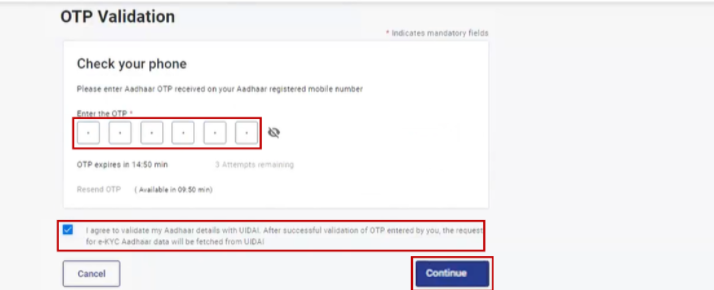 OTP Validation
* Indicates mandatory fields
Check your phone
Please enter Aadhaar OTP received on your Aadhaar registered mobile number
Enter the OTP *
OTP expires in 14:50 min 3 Attempts remaining
Resend OTP ( Available in 09:50 min)
I agree to validate my Aadhaar details with UIDAI. After successful validation of OTP entered by you, the request
for e-KYC Aadhaar data will be fetched from UIDAI
Cancel Continue